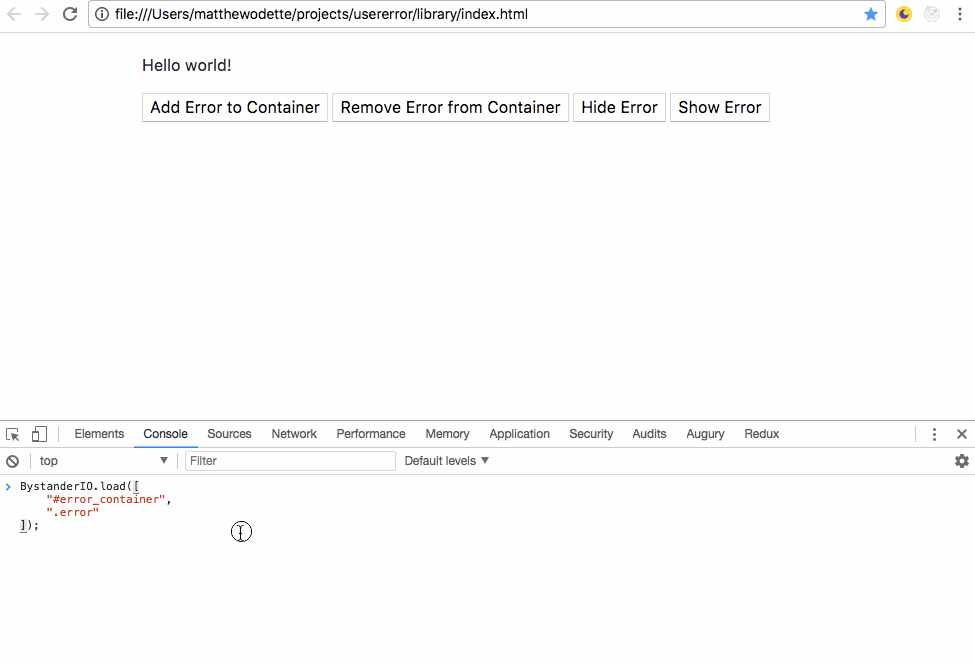 file:///Users/matthewodette/projects/usererror/library/index.html
Hello world!
Add Error to Container Remove Error from Container Hide Error Show Error
Elements Console Sources Network Performance Memory Application Security Audits Augury Redux
top Filter Default levels
BystanderIO.load([
"#error_container",
".error"
]);